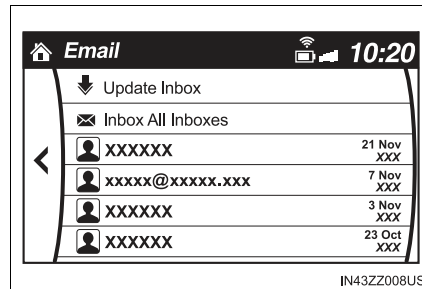 Email 10:20
Update Inbox
Inbox All Inboxes
XXXXXX 21 Nov
XXX
xxxxx@xxxxx.xxx 7 Nov
XXX
XXXXXX 3 Nov
XXX
XXXXXX 23 Oct
XXX
IN43ZZ008US